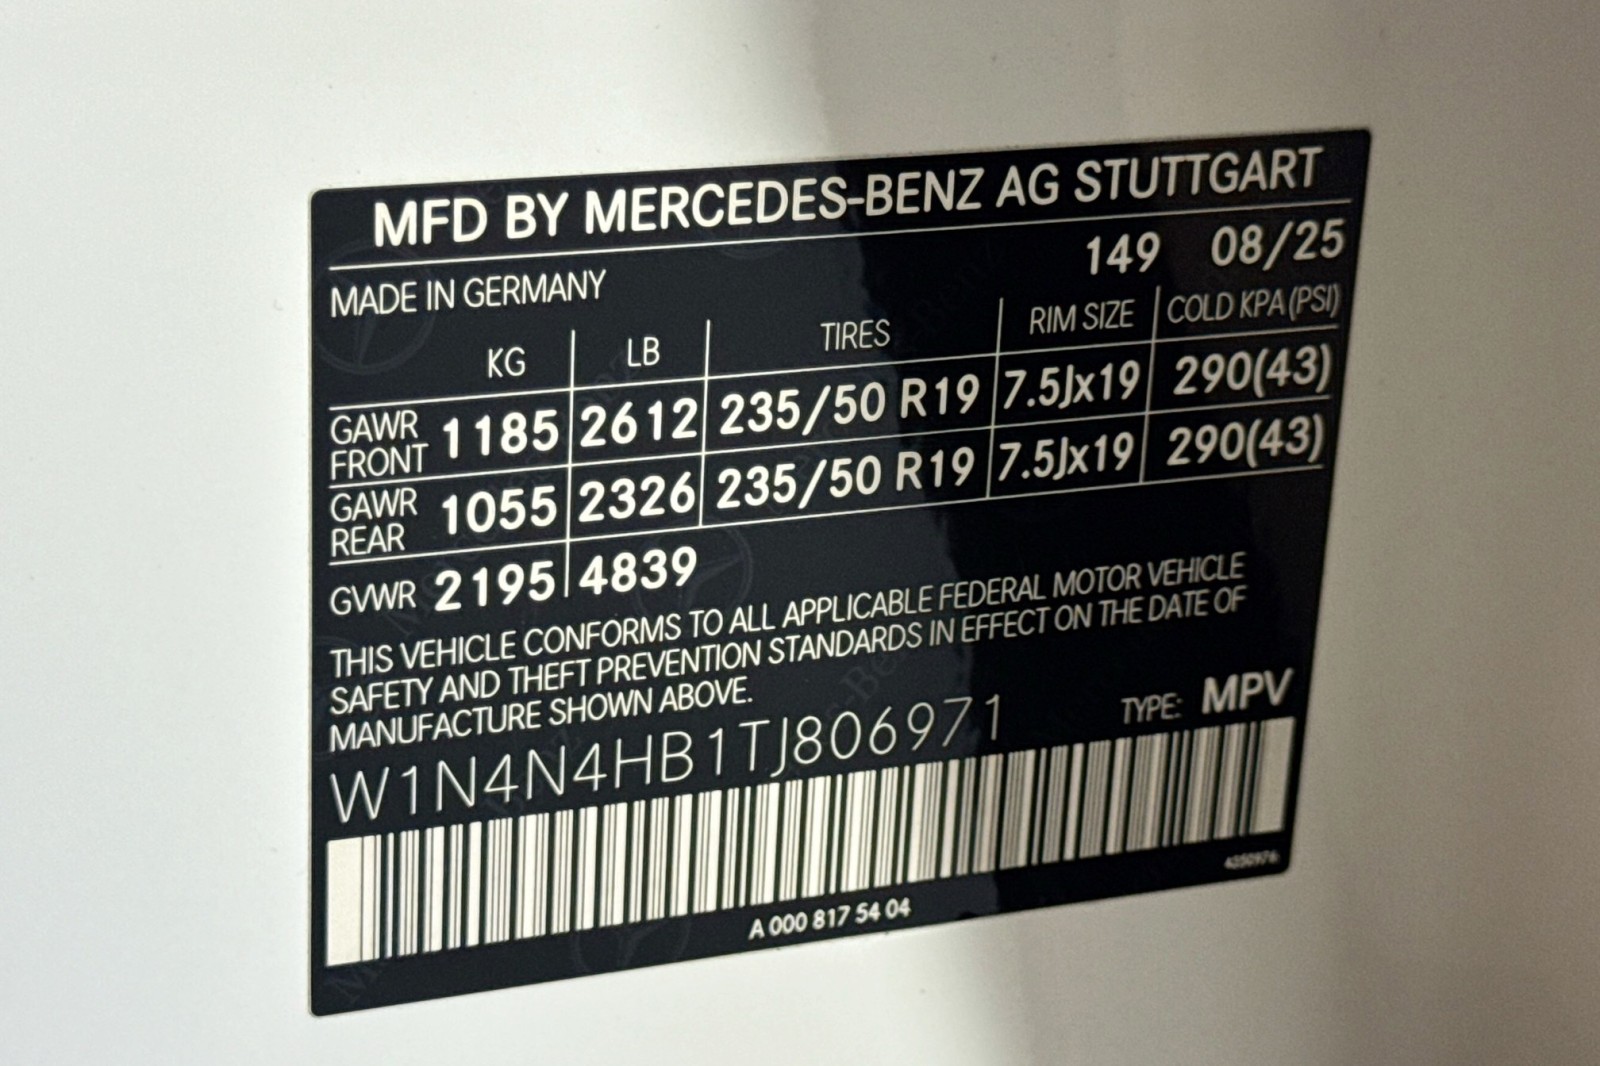 MFD BY MERCEDES-BENZ AG STUTTGART
149 08/25
MADE IN GERMANY
KG LB TIRES RIM SIZE COLD KPA (PSI)
GAWR FRONT 1185 2612 235/50 R19 7.5Jx19 290(43)
GAWR REAR 1055 2326 235/50 R19 7.5Jx19 290(43)
GVWR 2195 4839
THIS VEHICLE CONFORMS TO ALL APPLICABLE FEDERAL MOTOR VEHICLE
SAFETY AND THEFT PREVENTION STANDARDS IN EFFECT ON THE DATE OF
MANUFACTURE SHOWN ABOVE.
W1N4N4HB1TJ806971 TYPE: MPV
A 000 817 54 04